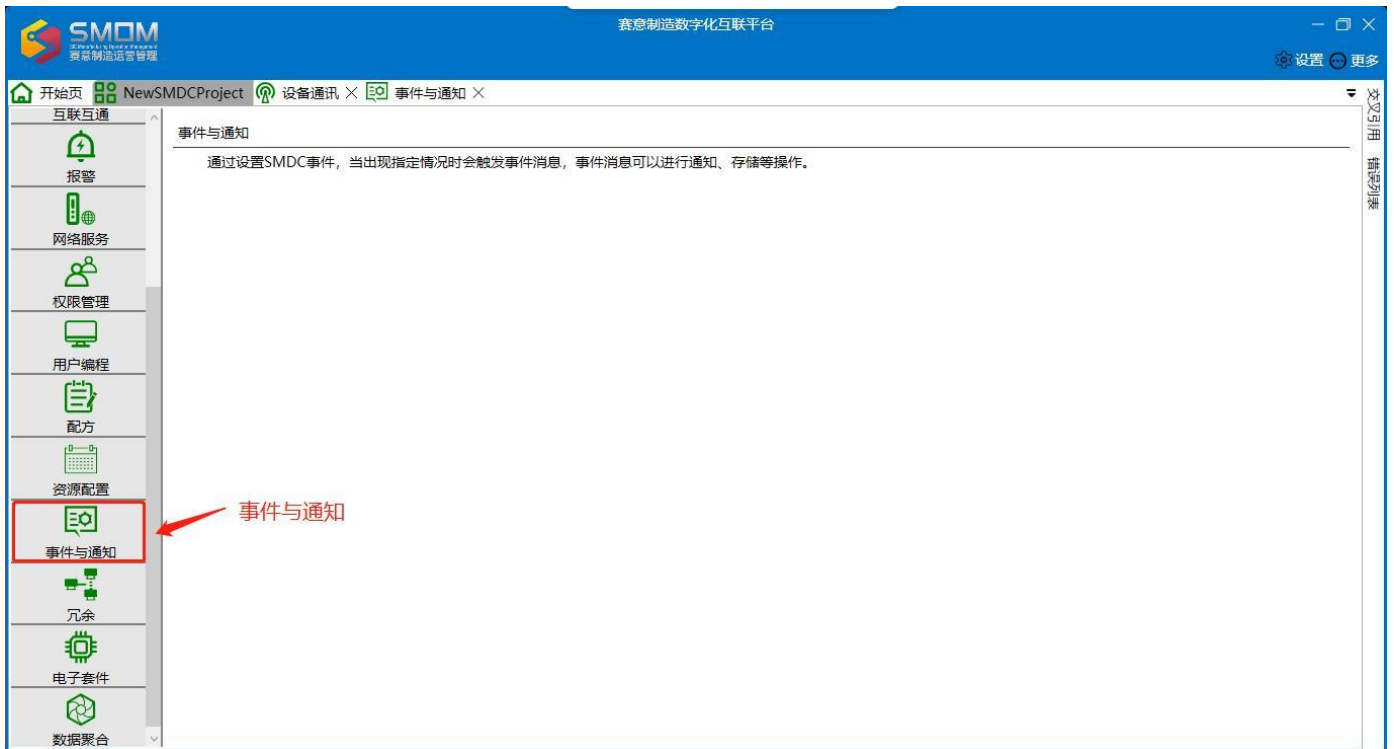 赛意制造数字化互联平台
SMOM
赛意制造运营管理
设置 更多
开始页 NewSMDCProject 设备通讯 事件与通知
交叉引用 错误列表
互联互通
报警
网络服务
权限管理
用户编程
配方
资源配置
事件与通知
冗余
电子套件
数据聚合
事件与通知
通过设置SMDC事件，当出现指定情况时会触发事件消息，事件消息可以进行通知、存储等操作。
事件与通知